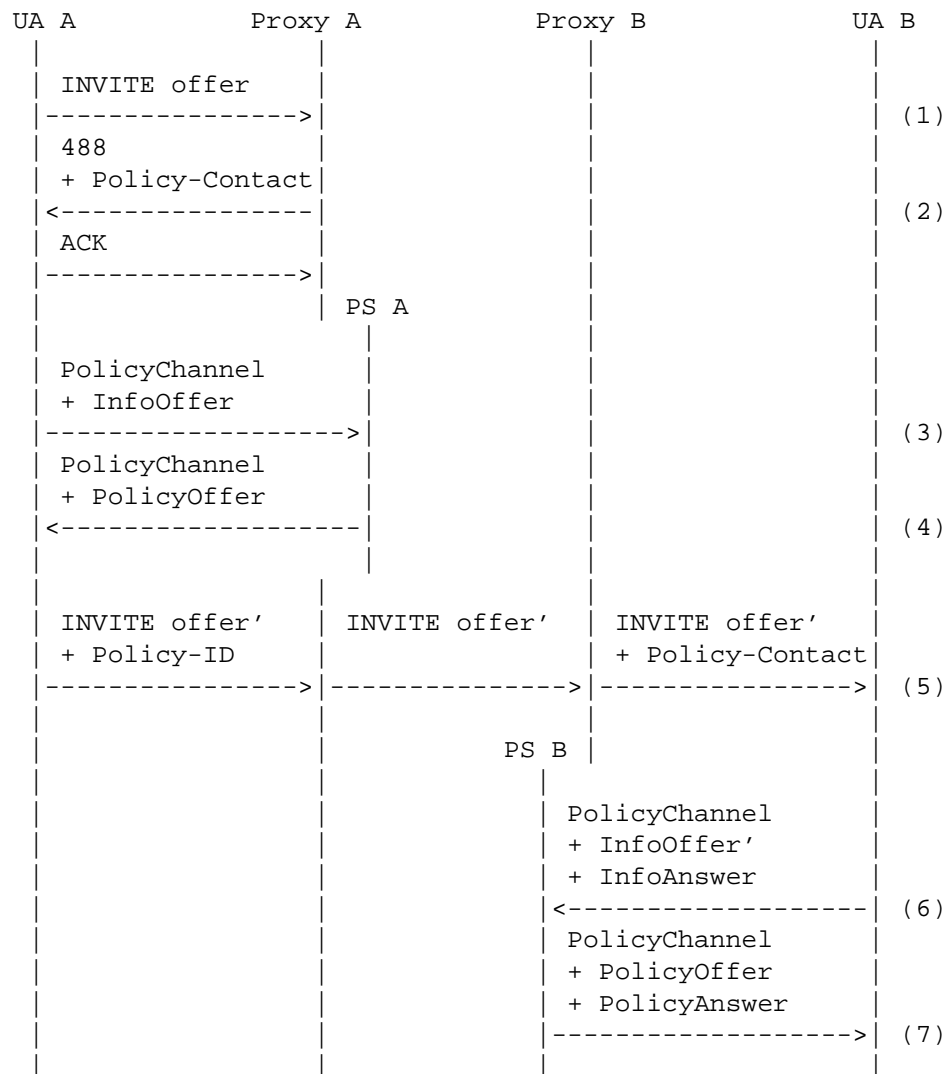 UA A Proxy A Proxy B UA B
INVITE offer
(1)
488
+ Policy-Contact
(2)
ACK
PS A
PolicyChannel
+ InfoOffer
(3)
PolicyChannel
+ PolicyOffer
(4)
INVITE offer’ INVITE offer’ INVITE offer’
+ Policy-ID + Policy-Contact
(5)
PS B
PolicyChannel
+ InfoOffer’
+ InfoAnswer
(6)
PolicyChannel
+ PolicyOffer
+ PolicyAnswer
(7)